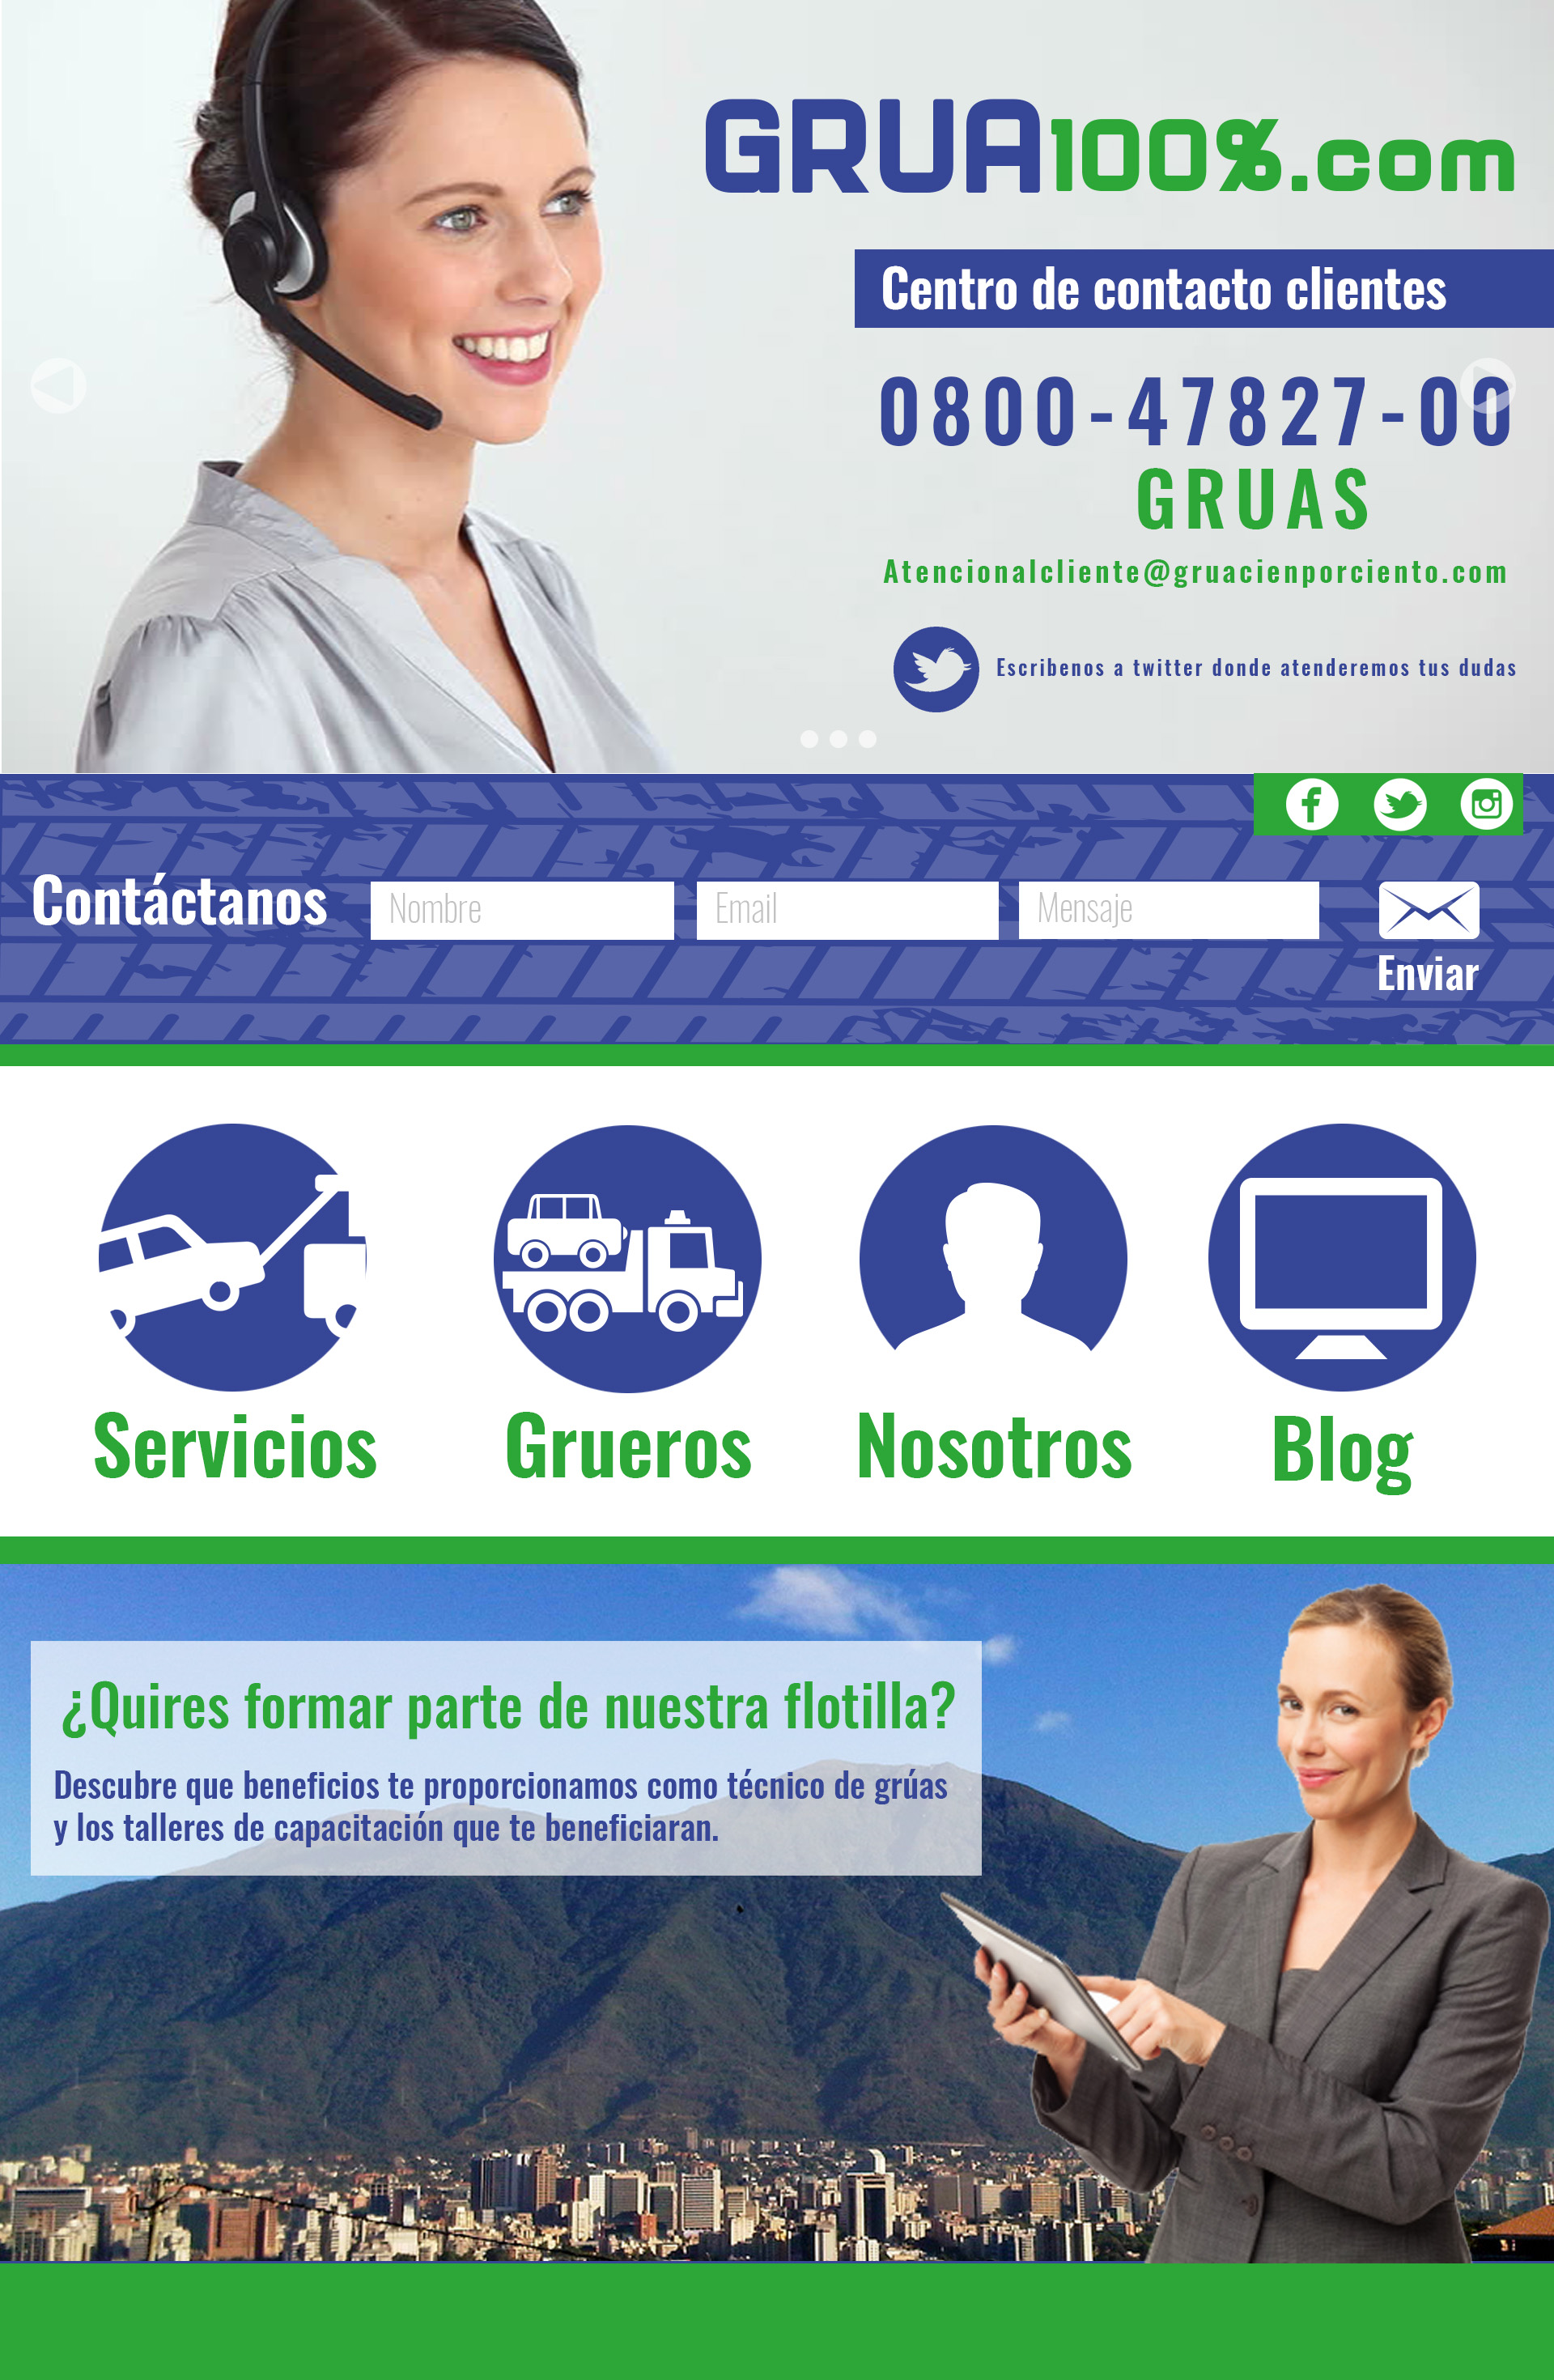 GRUA100%.com
Centro de contacto clientes
0800-47827-00
GRUAS
Atencionalcliente@gruacienporciento.com
Escribenos a twitter donde atenderemos tus dudas
Contáctanos
Nombre
Email
Mensaje
Enviar
Servicios
Grueros
Nosotros
Blog
¿Quires formar parte de nuestra flotilla?
Descubre que beneficios te proporcionamos como técnico de grúas
y los talleres de capacitación que te beneficiaran.